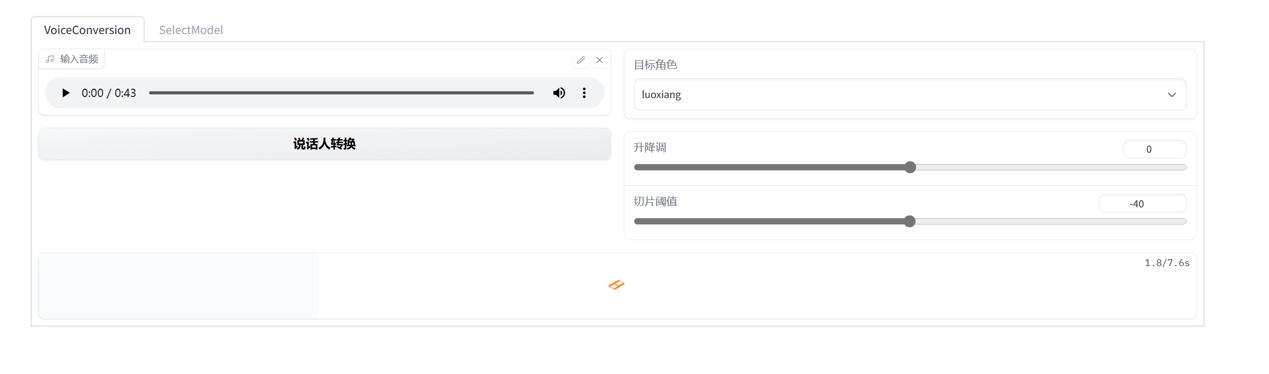 VoiceConversion
SelectModel
输入音频
0:00 / 0:43
说话人转换
目标角色
luoxiang
升降调
0
切片阈值
-40
1.8/7.6s